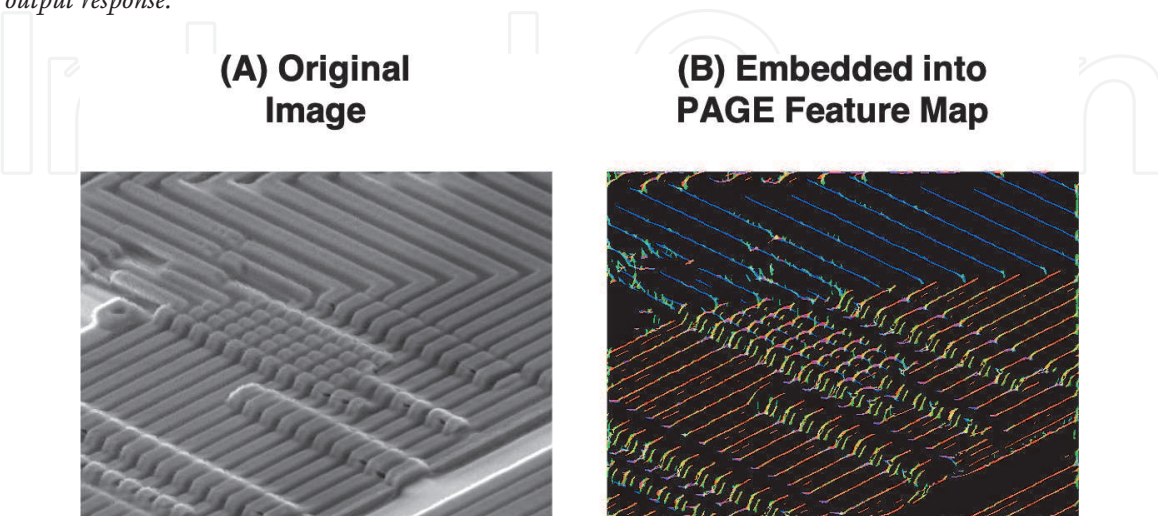 output response.
(A) Original
Image
(B) Embedded into
PAGE Feature Map